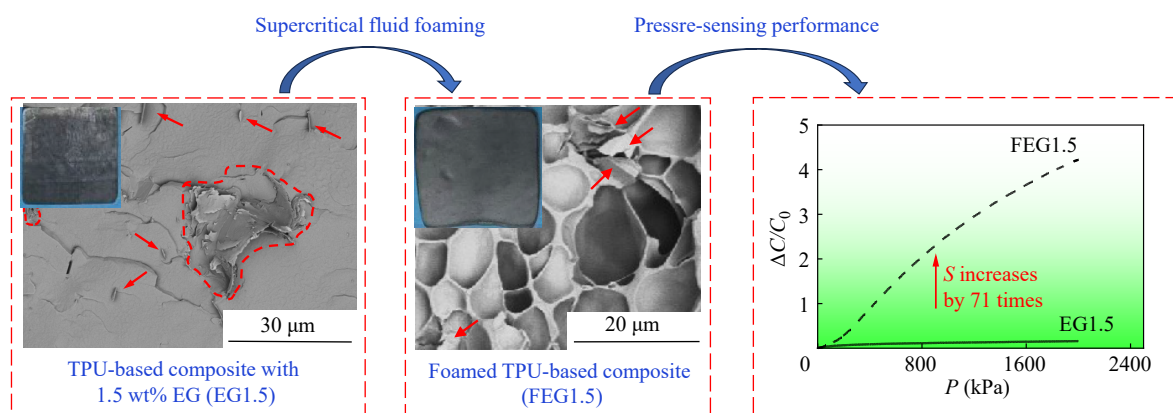 Supercritical fluid foaming
Pressre-sensing performance
30 μm
TPU-based composite with
1.5 wt% EG (EG1.5)
20 μm
Foamed TPU-based composite
(FEG1.5)
5
4
3
2
1
0
800
1600
2400
ΔC/C₀
P (kPa)
FEG1.5
S increases
by 71 times
EG1.5